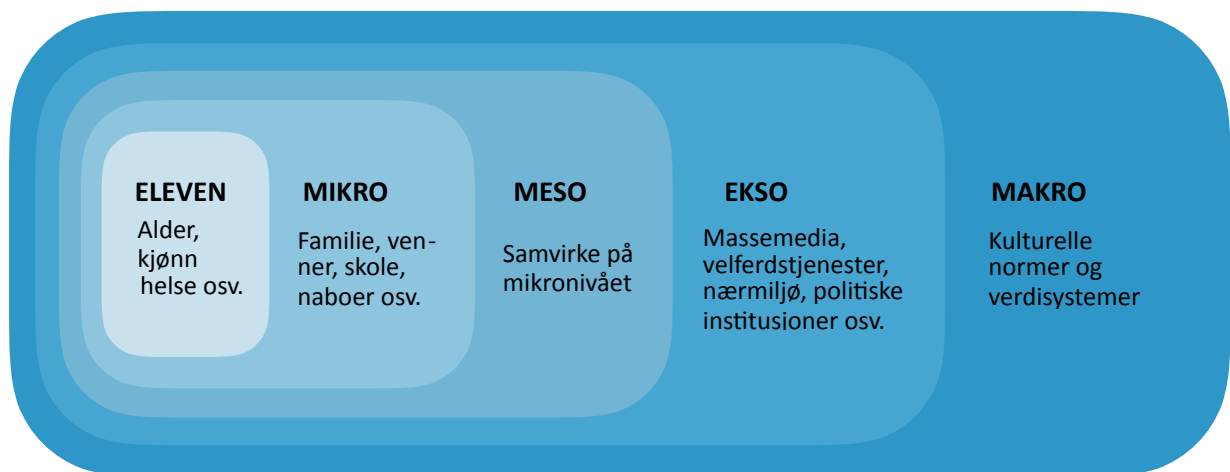 ELEVEN
Alder,
kjønn
helse osv.
MIKRO
Familie, ven-
ner, skole,
naboer osv.
MESO
Samvirke på
mikronivået
EKSO
Massemedia,
velferdstjenester,
nærmiljø, politiske
institusjoner osv.
MAKRO
Kulturelle
normer og
verdisystemer